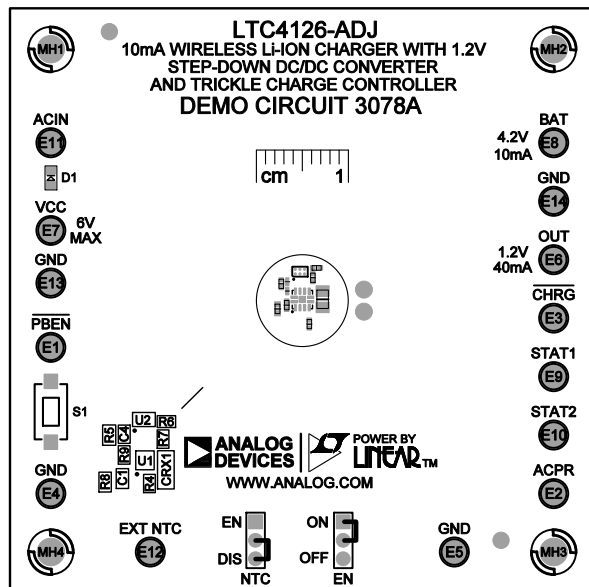 LTC4126-ADJ
10mA WIRELESS Li-ION CHARGER WITH 1.2V
STEP-DOWN DC/DC CONVERTER
AND TRICKLE CHARGE CONTROLLER
DEMO CIRCUIT 3078A
MH1
MH2
ACIN
E11
D1
VCC
E7
6V
MAX
GND
E13
PBEN
E1
S1
GND
E4
MH4
cm 1
BAT
4.2V
10mA
E8
GND
E14
OUT
1.2V
40mA
E6
CHRG
E3
STAT1
E9
STAT2
E10
ACPR
E2
MH3
U2
R6
R5
C4
R7
R9
U1
CRX1
R8
C1
R4
ANALOG
DEVICES
POWER BY
LINEAR TM
WWW.ANALOG.COM
EXT NTC
E12
EN
DIS
NTC
ON
OFF
EN
GND
E5